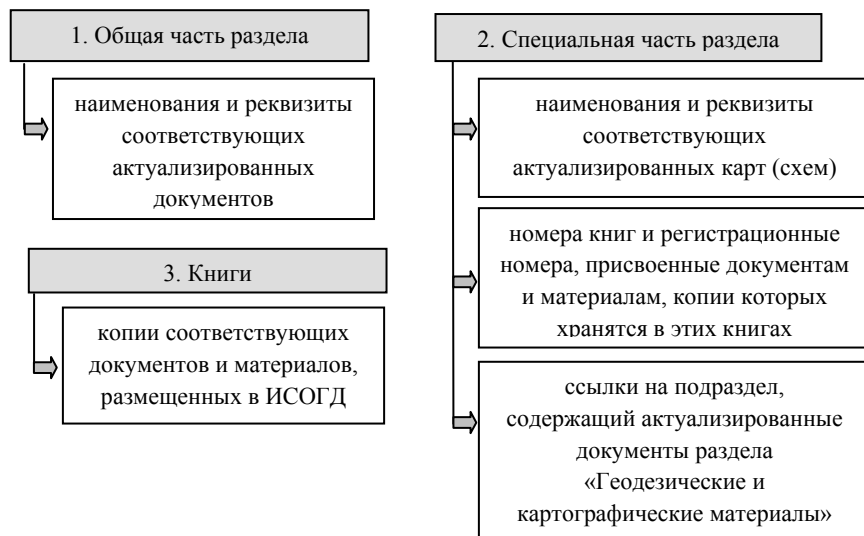 1. Общая часть раздела
наименования и реквизиты
соответствующих
актуализированных
документов
3. Книги
копии соответствующих
документов и материалов,
размещенных в ИСОГД
2. Специальная часть раздела
наименования и реквизиты
соответствующих
актуализированных карт (схем)
номера книг и регистрационные
номера, присвоенные документам
и материалам, копии которых
хранятся в этих книгах
ссылки на подраздел,
содержащий актуализированные
документы раздела
«Геодезические и
картографические материалы»